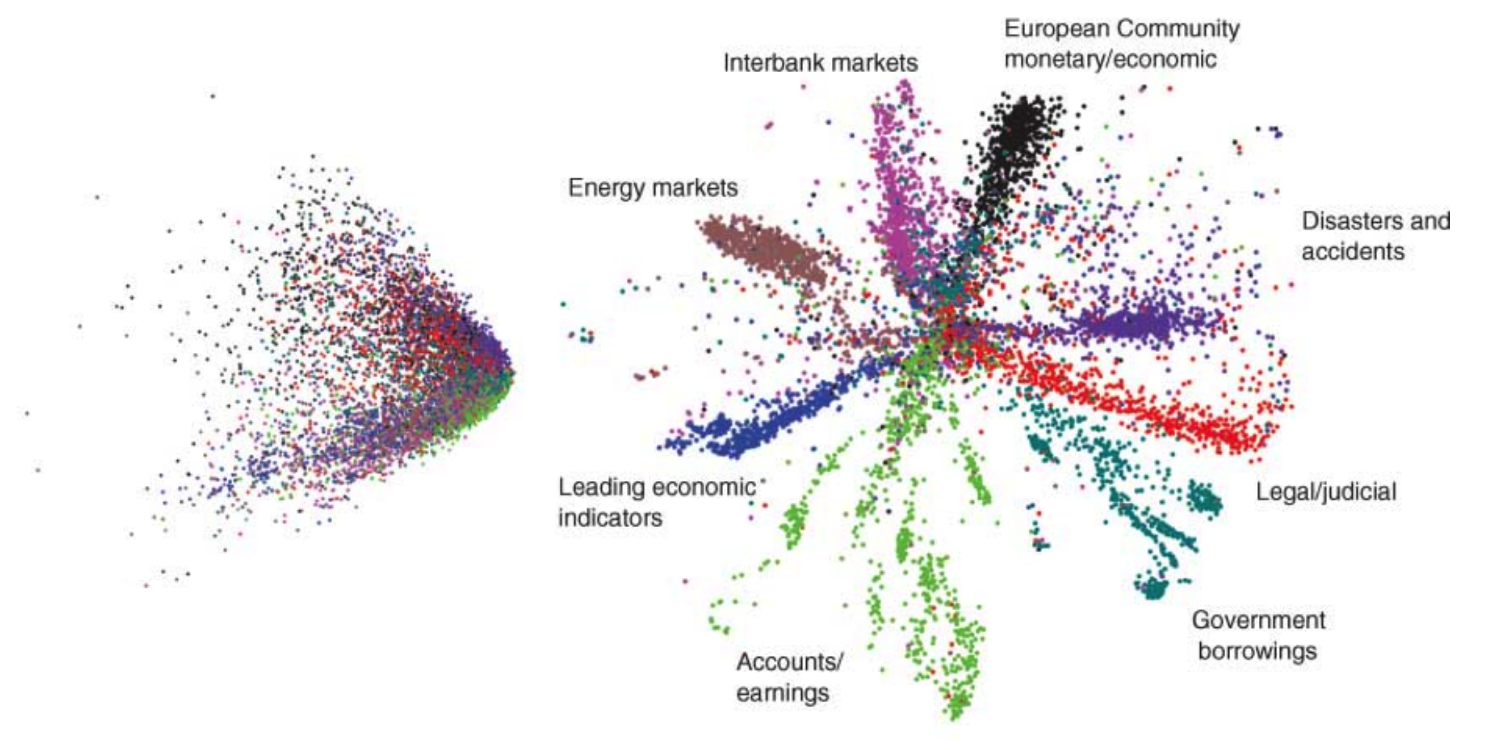 European Community
monetary/economic
Interbank markets
Energy markets
Disasters and
accidents
Leading economic
indicators
Legal/judicial
Government
borrowings
Accounts/
earnings